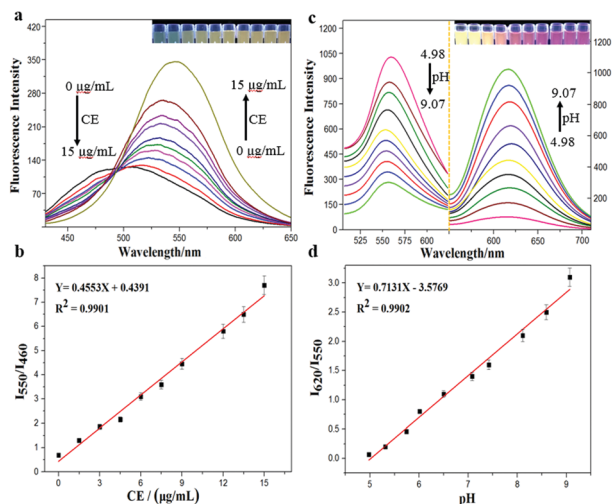 a
420
350
280
210
140
70
Fluorescence Intensity
0 µg/mL
CE
15 µg/mL
15 µg/mL
CE
0 µg/mL
450
500
550
600
650
Wavelength/nm
c
1200
1050
900
750
600
450
300
150
0
Fluorescence Intensity
4.98
pH
9.07
9.07
pH
4.98
1200
1000
800
600
400
200
525
550
575
600
650
700
Wavelength/nm
b
Y= 0.4553X + 0.4391
R² = 0.9901
8
7
6
5
4
3
2
1
0
I550/I460
0
3
6
9
12
15
CE / (µg/mL)
d
Y= 0.7131X - 3.5769
R² = 0.9902
3.0
2.5
2.0
1.5
1.0
0.5
0.0
I620/I550
5
6
7
8
9
pH